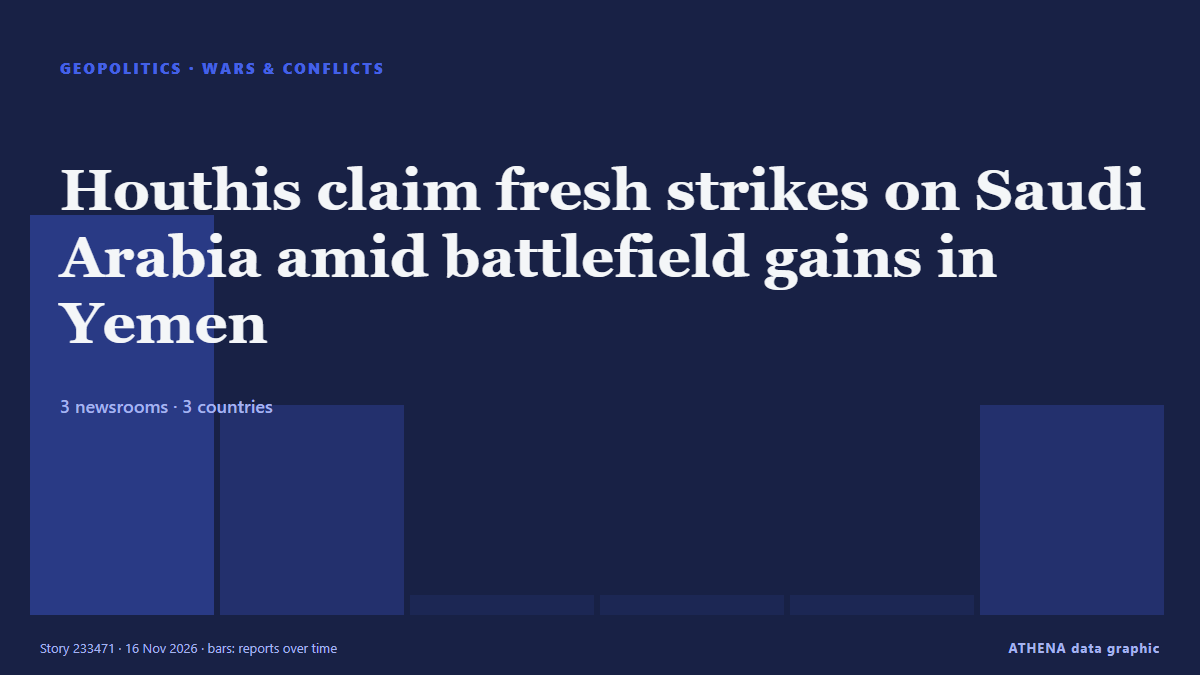 GEOPOLITICS · WARS & CONFLICTS
Houthis claim fresh strikes on Saudi
Arabia amid battlefield gains in
Yemen
3 newsrooms · 3 countries
Story 233471 · 16 Nov 2026 · bars: reports over time
ATHENA data graphic